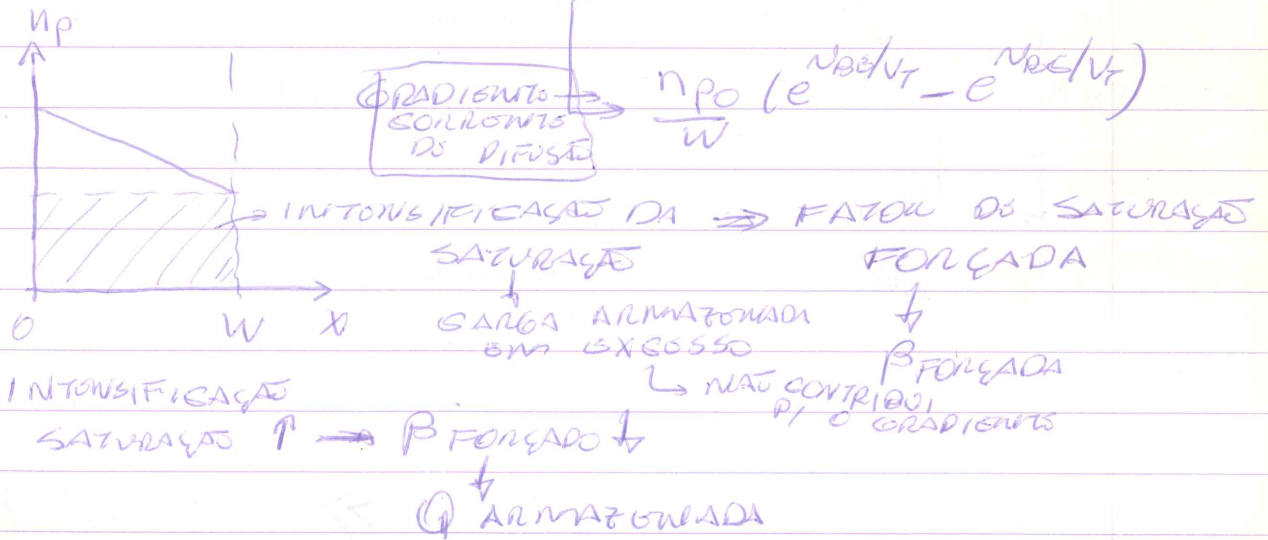 np
GRADIENTE → n_po/W (e^{vBE/VT} – e^{vBC/VT})
CORRENTE
DE DIFUSÃO
→ INTENSIFICAÇÃO DA ⇒ FATOR DE SATURAÇÃO
SATURAÇÃO FORÇADA
↓ ↓
0 W X CARGA ARMAZENADA
EM EXCESSO
β FORÇADA
↳ NÃO CONTRIBUI
P/ O GRADIENTE
INTENSIFICAÇÃO
SATURAÇÃO ↑ → β FORÇADO ↓
↓
Q ARMAZENADA